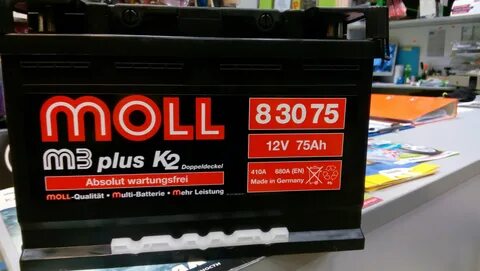 MOLL
m3 plus K2 Doppeldeckel
Absolut wartungsfrei
MOLL-Qualität • Multi-Batterie • Mehr Leistung
8 30 75
12V 75Ah
410A 680A (EN)
Made in Germany